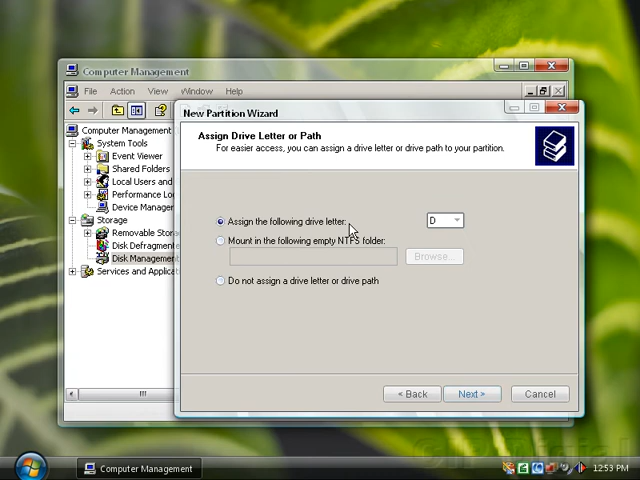 Computer Management
File Action View Window Help
New Partition Wizard
Assign Drive Letter or Path
For easier access, you can assign a drive letter or drive path to your partition.
Computer Management
System Tools
Event Viewer
Shared Folders
Local Users and
Performance Lo
Device Manager
Storage
Removable Stora
Disk Defragmente
Disk Management
Services and Applica
Assign the following drive letter:
D
Mount in the following empty NTFS folder:
Browse...
Do not assign a drive letter or drive path
< Back
Next >
Cancel
Computer Management
12:53 PM